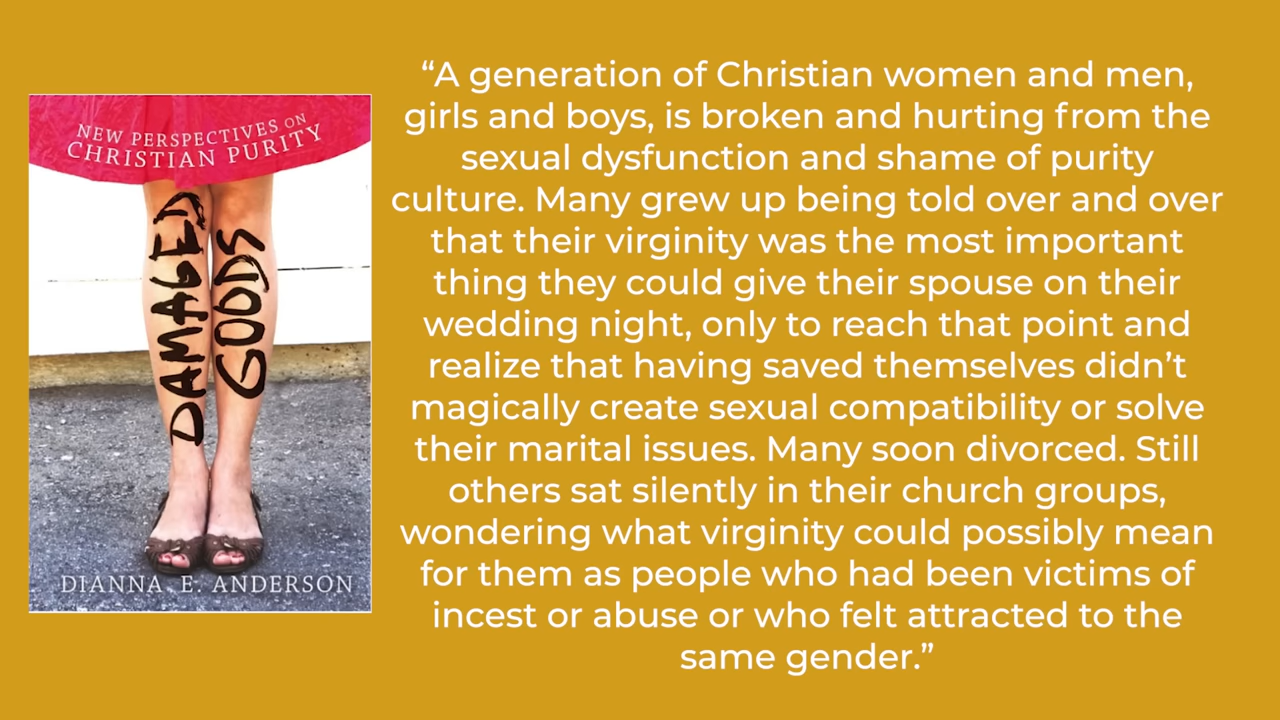 NEW PERSPECTIVES ON
CHRISTIAN PURITY
DAMAGED
GOODS
DIANNA E. ANDERSON
“A generation of Christian women and men,
girls and boys, is broken and hurting from the
sexual dysfunction and shame of purity
culture. Many grew up being told over and over
that their virginity was the most important
thing they could give their spouse on their
wedding night, only to reach that point and
realize that having saved themselves didn’t
magically create sexual compatibility or solve
their marital issues. Many soon divorced. Still
others sat silently in their church groups,
wondering what virginity could possibly mean
for them as people who had been victims of
incest or abuse or who felt attracted to the
same gender.”